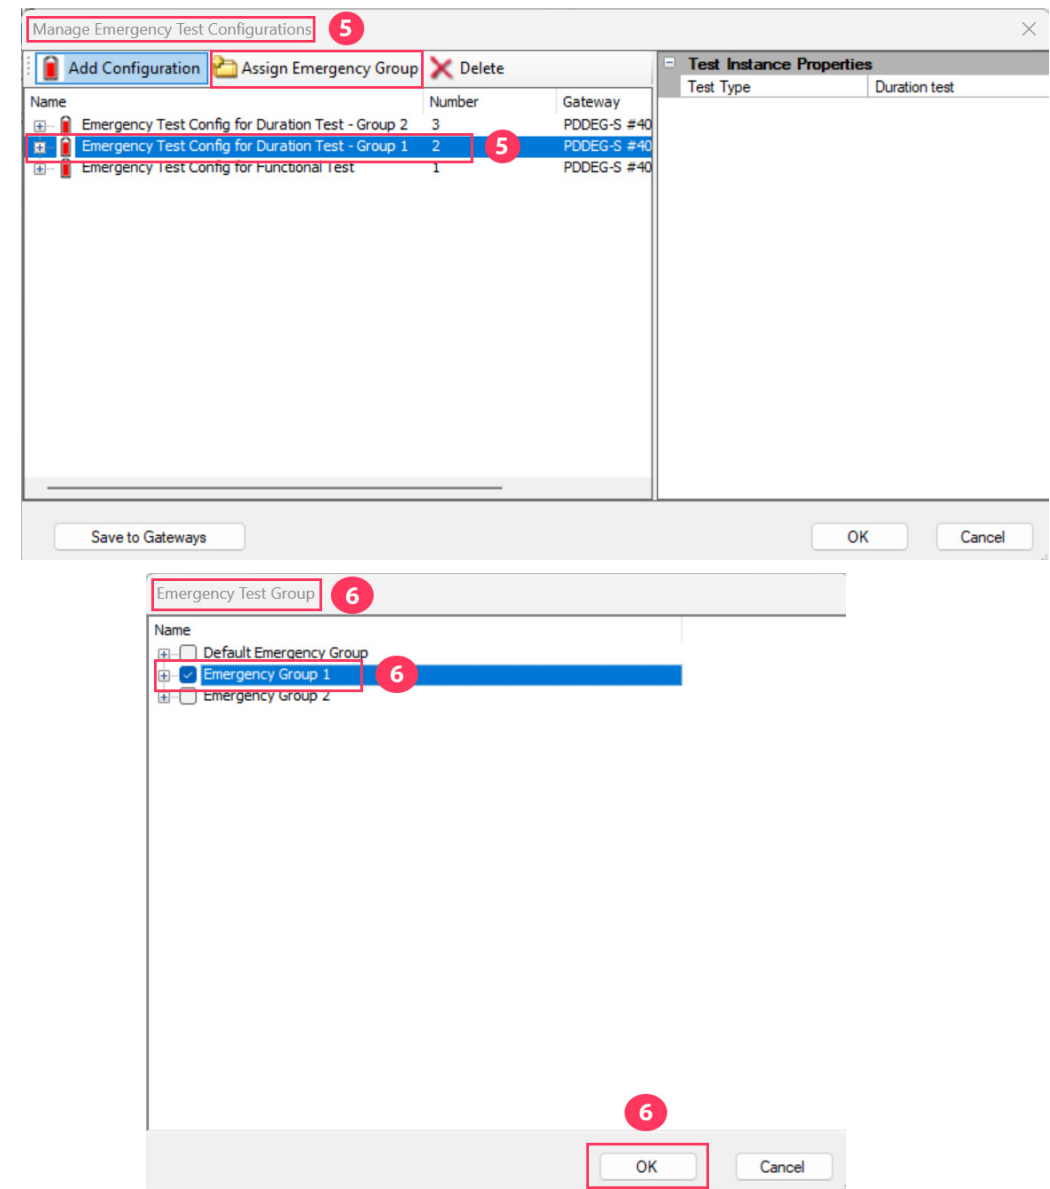 Manage Emergency Test Configurations 5
Add Configuration Assign Emergency Group Delete
Test Instance Properties
Test Type Duration test
Name Number Gateway
Emergency Test Config for Duration Test - Group 2 3 PDDEG-S #40
Emergency Test Config for Duration Test - Group 1 2 5 PDDEG-S #40
Emergency Test Config for Functional Test 1 PDDEG-S #40
Save to Gateways OK Cancel
Emergency Test Group 6
Name
Default Emergency Group
Emergency Group 1 6
Emergency Group 2
6
OK Cancel